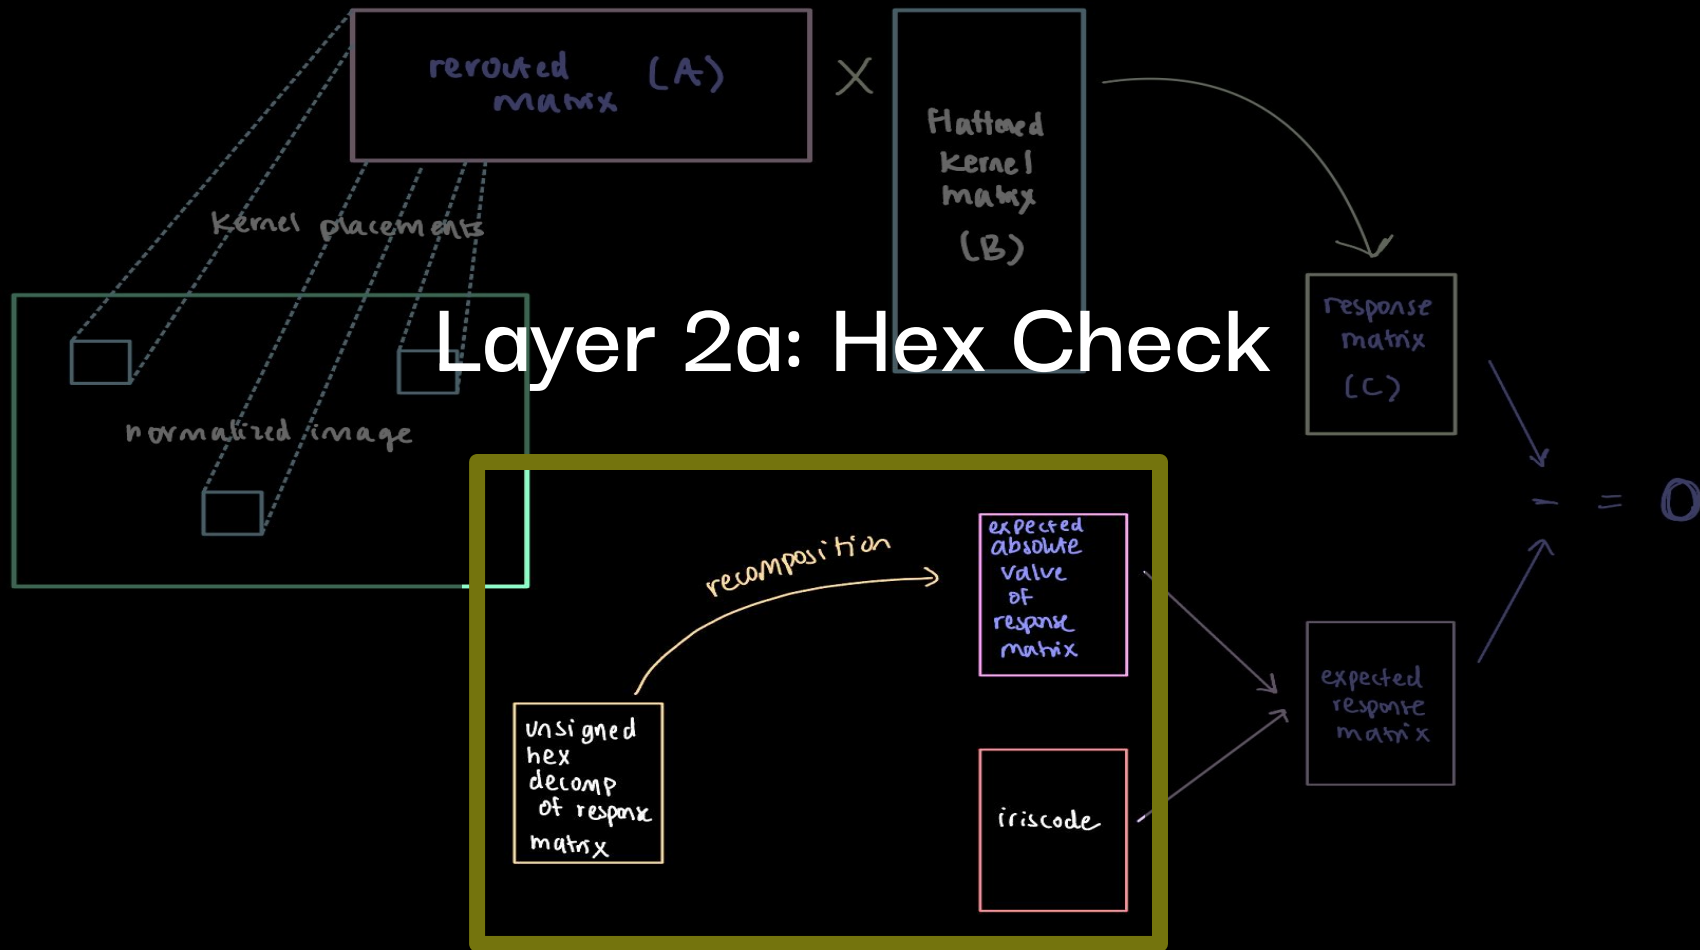 rerouted
matrix
(A)
X
Flattened
kernel
matrix
(B)
kernel placements
response
matrix
(C)
Layer 2a: Hex Check
normalized image
- = 0
recomposition
expected
absolute
value
of
response
matrix
unsigned
hex
decomp
of response
matrix
iriscode
expected
response
matrix